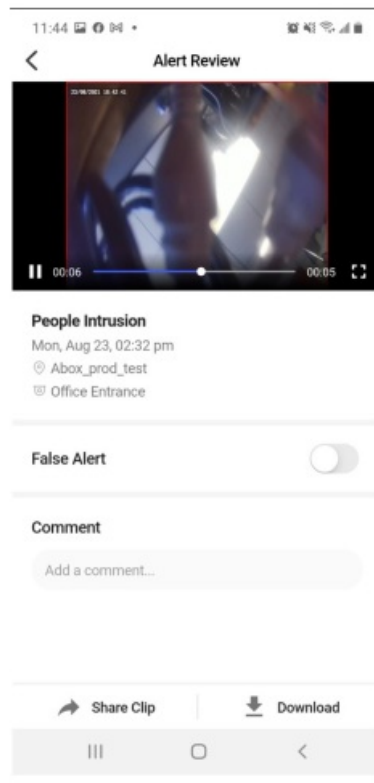 11:44
Alert Review
00:06
00:05
People Intrusion
Mon, Aug 23, 02:32 pm
Abox_prod_test
Office Entrance
False Alert
Comment
Add a comment...
Share Clip
Download